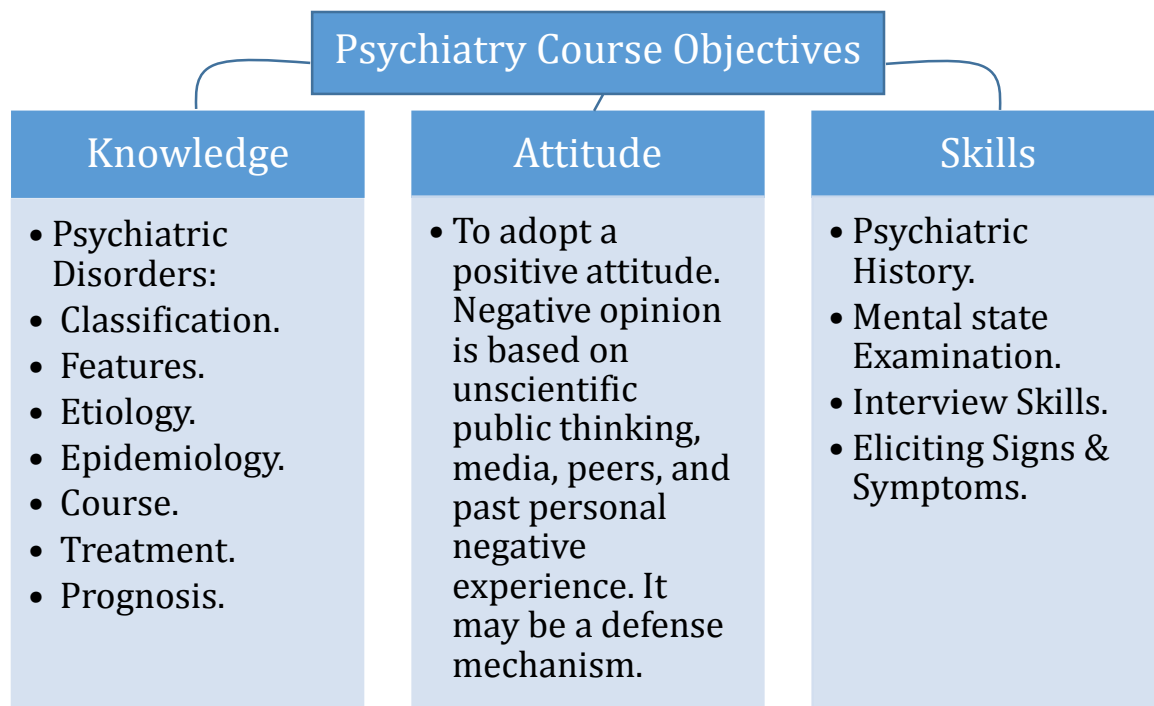 Psychiatry Course Objectives
Knowledge
• Psychiatric
Disorders:
• Classification.
• Features.
• Etiology.
• Epidemiology.
• Course.
• Treatment.
• Prognosis.
Attitude
• To adopt a
positive attitude.
Negative opinion
is based on
unscientific
public thinking,
media, peers, and
past personal
negative
experience. It
may be a defense
mechanism.
Skills
• Psychiatric
History.
• Mental state
Examination.
• Interview Skills.
• Eliciting Signs &
Symptoms.